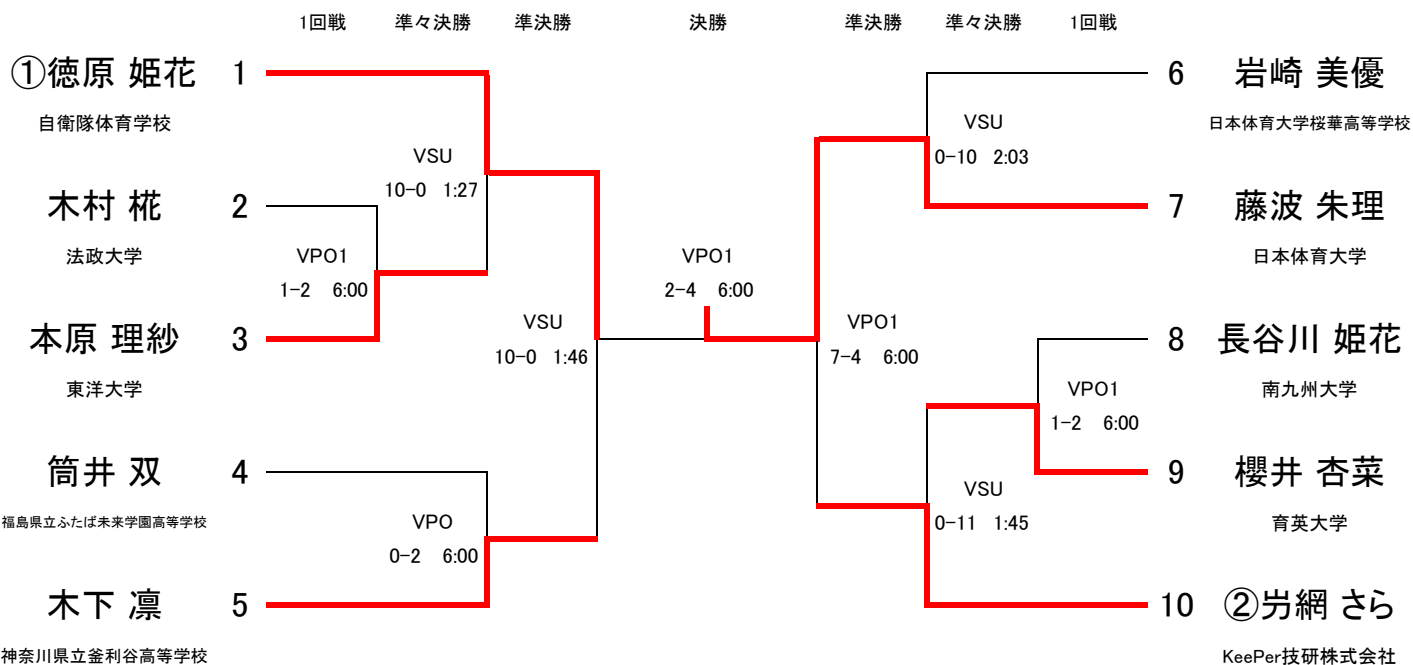 1回戦 準々決勝 準決勝 決勝 準決勝 準々決勝 1回戦
①徳原 姫花 1
自衛隊体育学校
VSU
10-0 1:27
木村 椛 2
法政大学
VPO1
1-2 6:00
本原 理紗 3
東洋大学
VSU
10-0 1:46
筒井 双 4
福島県立ふたば未来学園高等学校
VPO
0-2 6:00
木下 凛 5
神奈川県立釜利谷高等学校
VPO1
2-4 6:00
6 岩崎 美優
日本体育大学桜華高等学校
VSU
0-10 2:03
7 藤波 朱理
日本体育大学
VPO1
7-4 6:00
8 長谷川 姫花
南九州大学
VPO1
1-2 6:00
9 櫻井 杏菜
育英大学
VSU
0-11 1:45
10 ②屶網 さら
KeePer技研株式会社